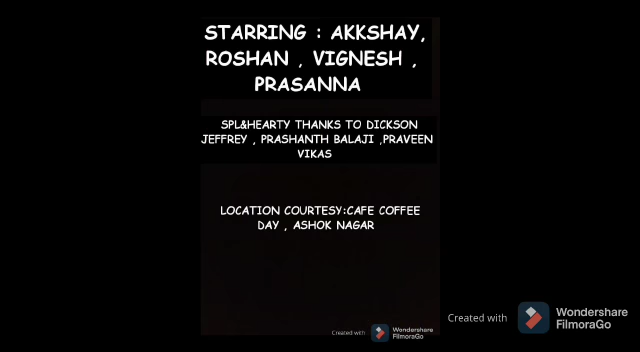 STARRING : AKKSHAY,
ROSHAN , VIGNESH ,
PRASANNA
SPL&HEARTY THANKS TO DICKSON
JEFFREY , PRASHANTH BALAJI ,PRAVEEN
VIKAS
LOCATION COURTESY:CAFE COFFEE
DAY , ASHOK NAGAR
Created with Wondershare
FilmoraGo
Created with Wondershare
FilmoraGo